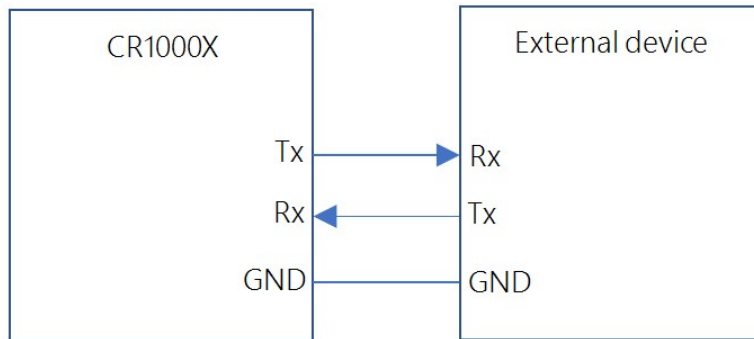 CR1000X
External device
Tx
Rx
Rx
Tx
GND
GND